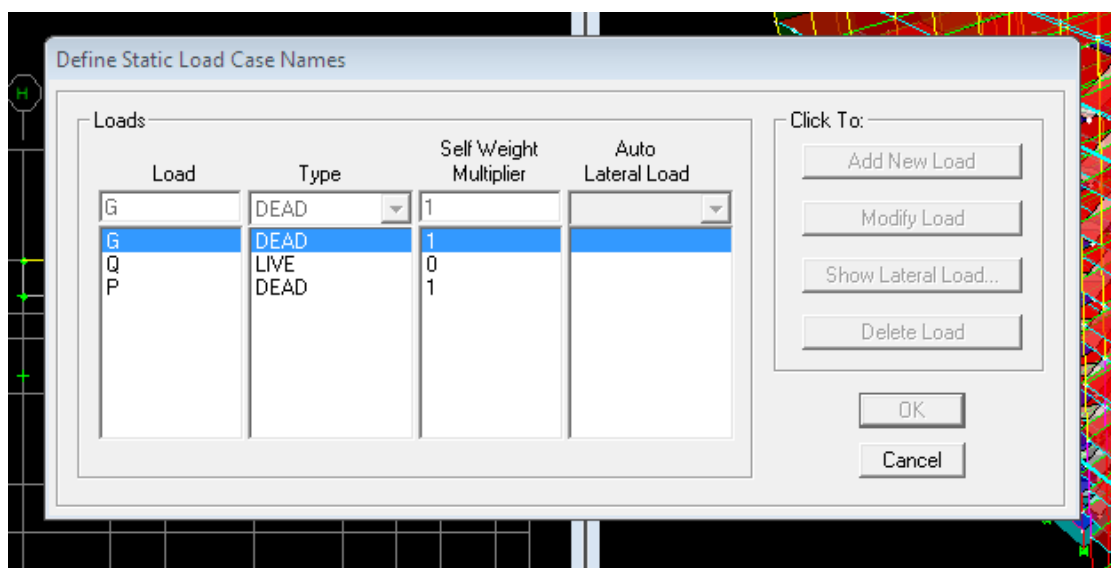 Define Static Load Case Names
H
Loads
Click To:
Load Type Self Weight Multiplier Auto Lateral Load
G DEAD 1
G DEAD 1
Q LIVE 0
P DEAD 1
Add New Load
Modify Load
Show Lateral Load...
Delete Load
OK
Cancel